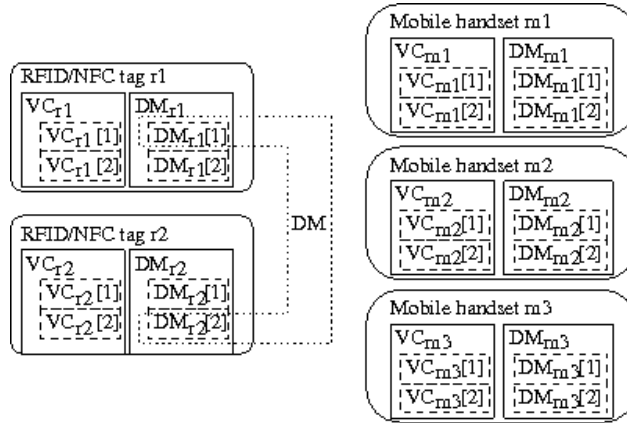 RFID/NFC tag r1
VCr1 DMr1
VCr1[1] DMr1[1]
VCr1[2] DMr1[2]
DM
RFID/NFC tag r2
VCr2 DMr2
VCr2[1] DMr2[1]
VCr2[2] DMr2[2]
Mobile handset m1
VCm1 DMm1
VCm1[1] DMm1[1]
VCm1[2] DMm1[2]
Mobile handset m2
VCm2 DMm2
VCm2[1] DMm2[1]
VCm2[2] DMm2[2]
Mobile handset m3
VCm3 DMm3
VCm3[1] DMm3[1]
VCm3[2] DMm3[2]